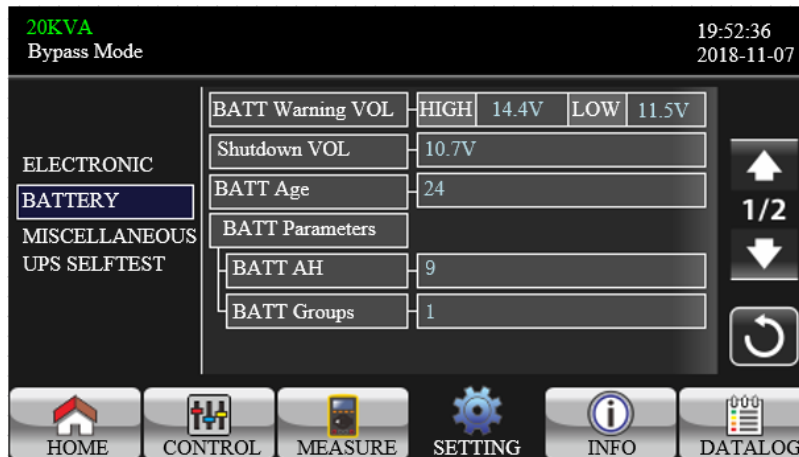 20KVA
19:52:36
Bypass Mode
2018-11-07
BATT Warning VOL HIGH 14.4V LOW 11.5V
Shutdown VOL 10.7V
ELECTRONIC
BATT Age 24
BATTERY
1/2
BATT Parameters
MISCELLANEOUS
UPS SELFTEST
BATT AH 9
BATT Groups 1
HOME CONTROL MEASURE SETTING INFO DATALOG